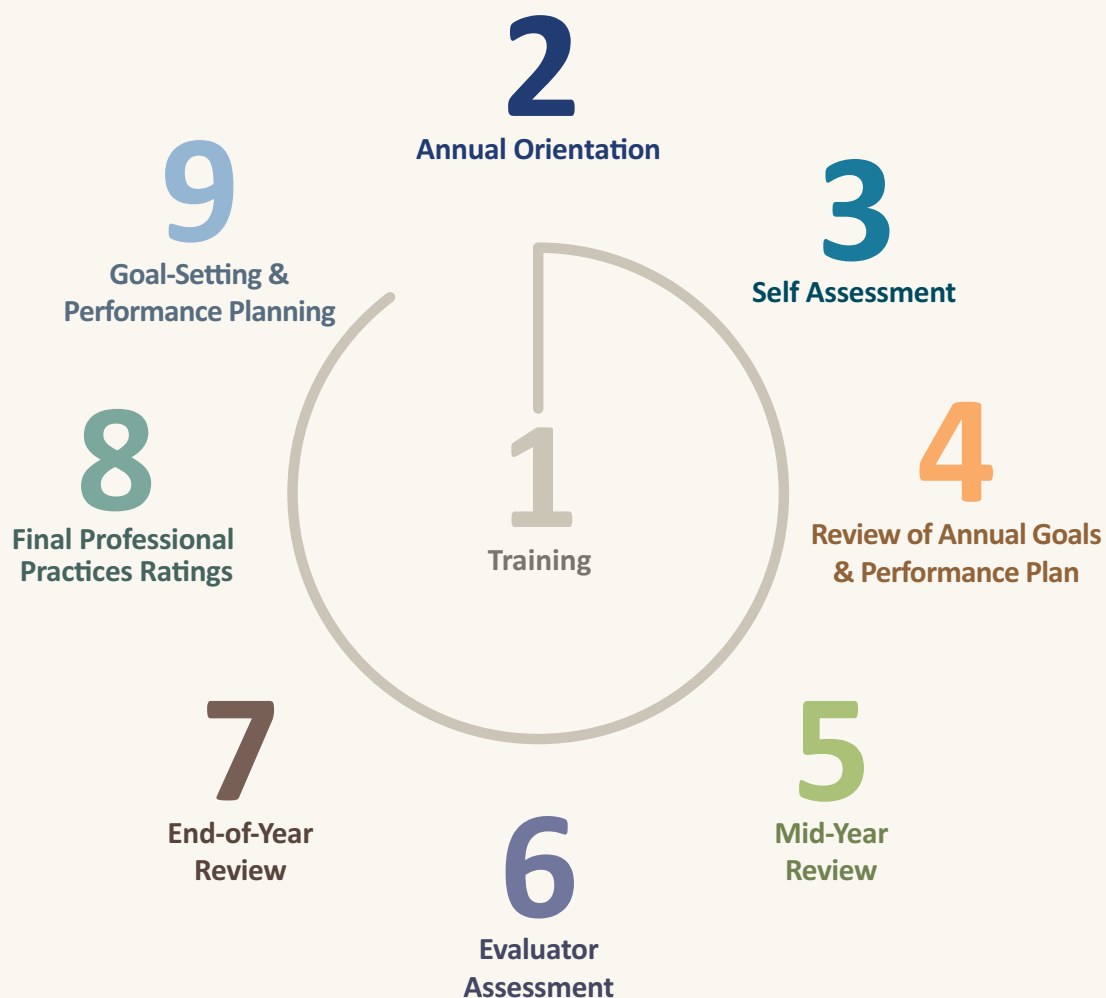 2
Annual Orientation
3
Self Assessment
4
Review of Annual Goals
& Performance Plan
5
Mid-Year
Review
6
Evaluator
Assessment
7
End-of-Year
Review
8
Final Professional
Practices Ratings
9
Goal-Setting &
Performance Planning
1
Training